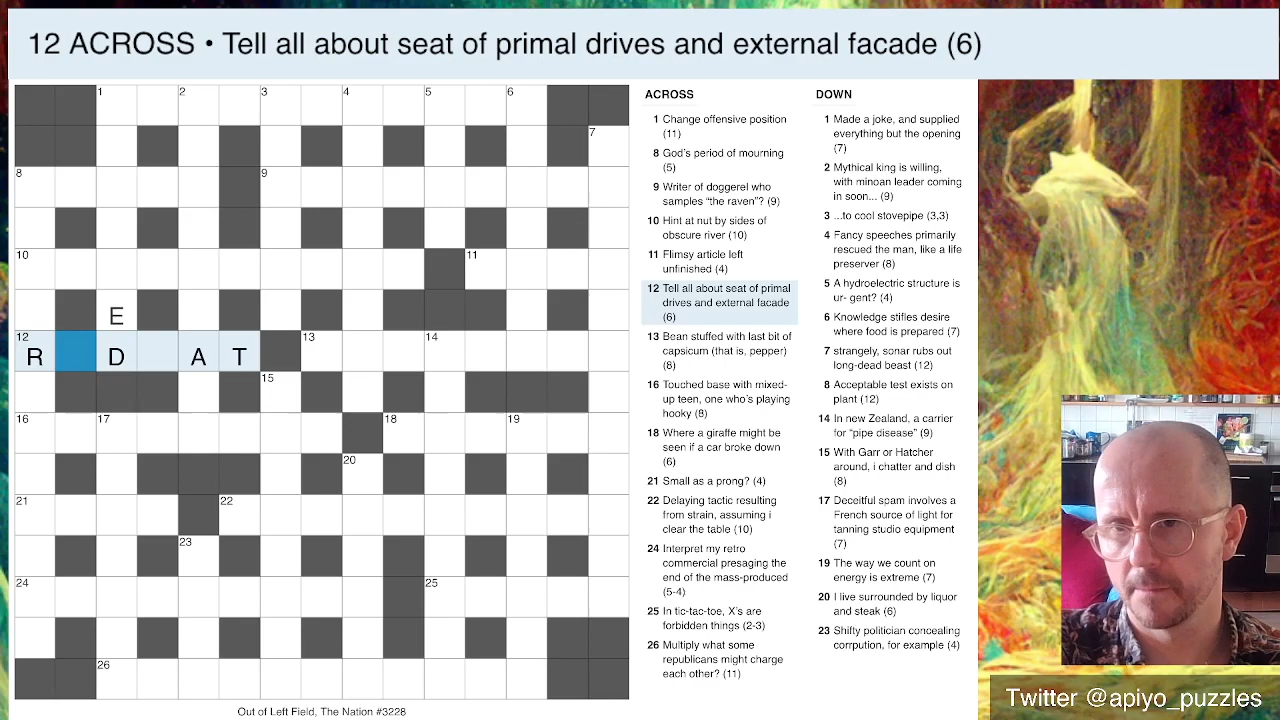 12 ACROSS • Tell all about seat of primal drives and external facade (6)
1 2 3 4 5 6
7
8 9
10 11
E
12 R D A T 13 14
15
16 17 18 19
20
21 22
23
24 25
26
Out of Left Field, The Nation #3228
ACROSS
1 Change offensive position
(11)
8 God's period of mourning
(5)
9 Writer of doggerel who
samples “the raven”? (9)
10 Hint at nut by sides of
obscure river (10)
11 Flimsy article left
unfinished (4)
12 Tell all about seat of primal
drives and external facade
(6)
13 Bean stuffed with last bit of
capsicum (that is, pepper)
(8)
16 Touched base with mixed-
up teen, one who's playing
hooky (8)
18 Where a giraffe might be
seen if a car broke down
(6)
21 Small as a prong? (4)
22 Delaying tactic resulting
from strain, assuming i
clear the table (10)
24 Interpret my retro
commercial presaging the
end of the mass-produced
(5-4)
25 In tic-tac-toe, X's are
forbidden things (2-3)
26 Multiply what some
republicans might charge
each other? (11)
DOWN
1 Made a joke, and supplied
everything but the opening
(7)
2 Mythical king is willing,
with minoan leader coming
in soon... (9)
3 ...to cool stovepipe (3,3)
4 Fancy speeches primarily
rescued the man, like a life
preserver (8)
5 A hydroelectric structure is
ur- gent? (4)
6 Knowledge stifles desire
where food is prepared (7)
7 strangely, sonar rubs out
long-dead beast (12)
8 Acceptable test exists on
plant (12)
14 In new Zealand, a carrier
for “pipe disease” (9)
15 With Garr or Hatcher
around, i chatter and dish
(8)
17 Deceitful spam involves a
French source of light for
tanning studio equipment
(7)
19 The way we count on
energy is extreme (7)
20 I live surrounded by liquor
and steak (6)
23 Shifty politician concealing
corrpution, for example (4)
Twitter @apiyo_puzzles